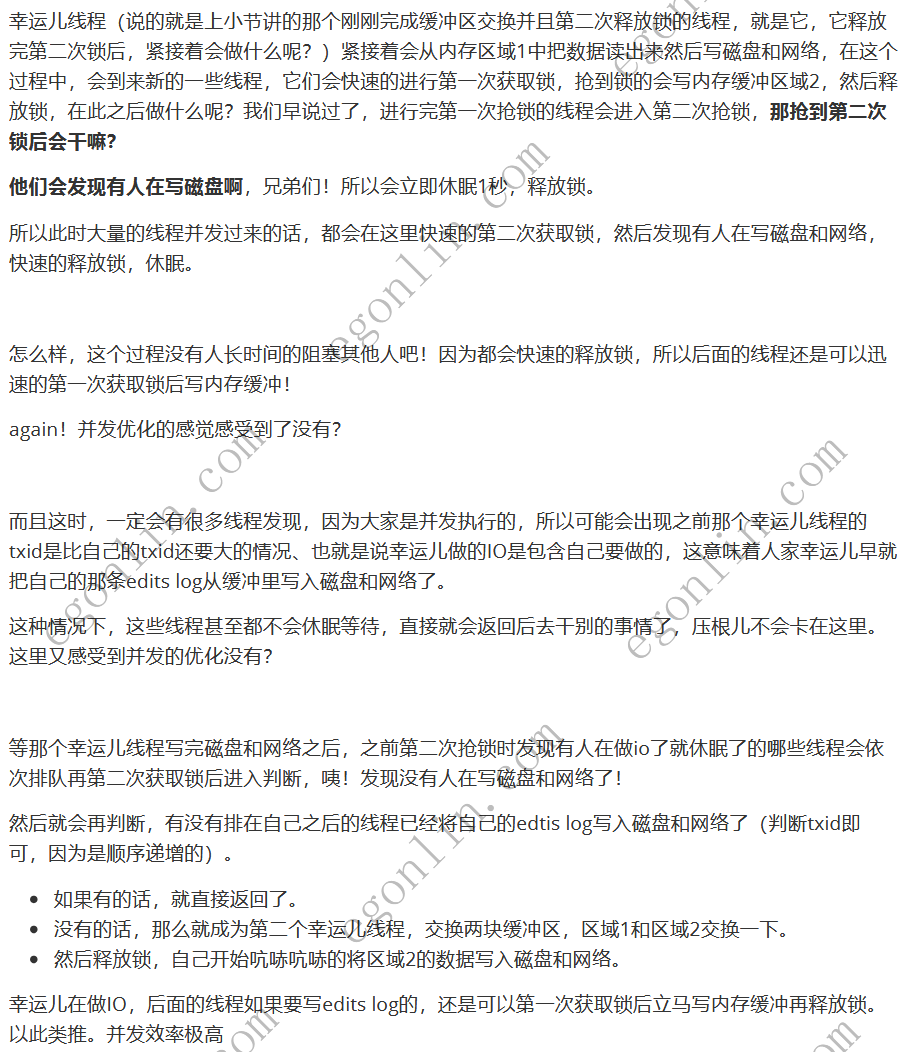 幸运儿线程（说的就是上小节讲的那个刚刚完成缓冲区交换并且第二次释放锁的线程，就是它，它释放
完第二次锁后，紧接着会做什么呢？）紧接着会从内存区域1中把数据读出来然后写磁盘和网络，在这个
过程中，会到来新的一些线程，它们会快速的进行第一次获取锁，抢到锁的会写内存缓冲区域2，然后释
放锁，在此之后做什么呢？我们早说过了，进行完第一次抢锁的线程会进入第二次抢锁，那抢到第二次
锁后会干嘛？
他们会发现有人在写磁盘啊，兄弟们！所以会立即休眠1秒，释放锁。
所以此时大量的线程并发过来的话，都会在这里快速的第二次获取锁，然后发现有人在写磁盘和网络，
快速的释放锁，休眠。
怎么样，这个过程没有人长时间的阻塞其他人吧！因为都会快速的释放锁，所以后面的线程还是可以迅
速的第一次获取锁后写内存缓冲！
again！并发优化的感觉感受到了没有？
而且这时，一定会有很多线程发现，因为大家是并发执行的，所以可能会出现之前那个幸运儿线程的
txid是比自己的txid还要大的情况、也就是说幸运儿做的IO是包含自己要做的，这意味着人家幸运儿早就
把自己的那条edits log从缓冲里写入磁盘和网络了。
这种情况下，这些线程甚至都不会休眠等待，直接就会返回后去干别的事情了，压根儿不会卡在这里。
这里又感受到并发的优化没有？
等那个幸运儿线程写完磁盘和网络之后，之前第二次抢锁时发现有人在做io了就休眠了的哪些线程会依
次排队再第二次获取锁后进入判断，咦！发现没有人在写磁盘和网络了！
然后就会再判断，有没有排在自己之后的线程已经将自己的edtis log写入磁盘和网络了（判断txid即
可，因为是顺序递增的）。
• 如果有的话，就直接返回了。
• 没有的话，那么就成为第二个幸运儿线程，交换两块缓冲区，区域1和区域2交换一下。
• 然后释放锁，自己开始吭哧吭哧的将区域2的数据写入磁盘和网络。
幸运儿在做IO，后面的线程如果要写edits log的，还是可以第一次获取锁后立马写内存缓冲再释放锁。
以此类推。并发效率极高
egonlin.com
egonlin.com
egonlin.com
egonlin.com
egonlin.com